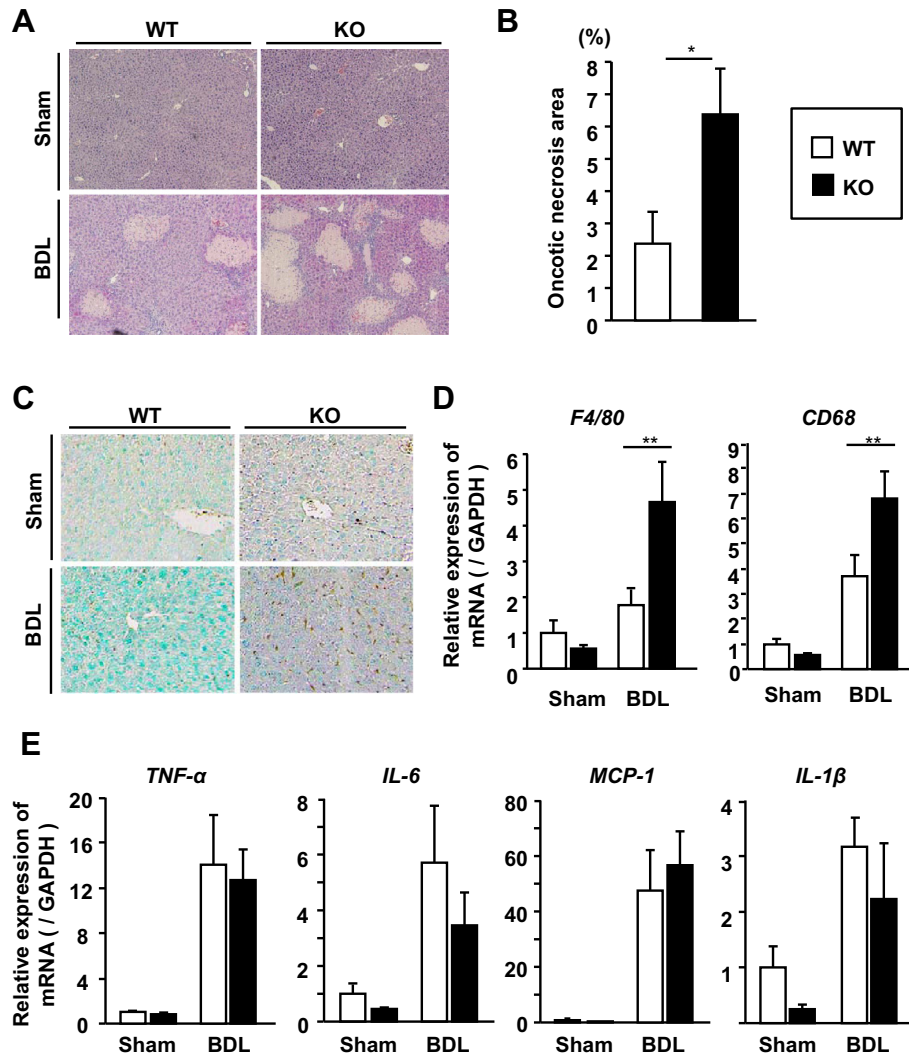 A
WT
KO
Sham
BDL
B
(%)
Oncotic necrosis area
*
8
7
6
5
4
3
2
1
0
WT
KO
C
WT
KO
Sham
BDL
D
F4/80
CD68
Relative expression of
mRNA ( / GAPDH )
6
5
4
3
2
1
0
**
Sham
BDL
9
8
7
6
5
4
3
2
1
0
**
Sham
BDL
E
TNF-α
IL-6
MCP-1
IL-1β
Relative expression of
mRNA ( / GAPDH )
20
16
12
8
4
0
Sham
BDL
8
6
4
2
0
Sham
BDL
80
60
40
20
0
Sham
BDL
4
3
2
1
Sham
BDL